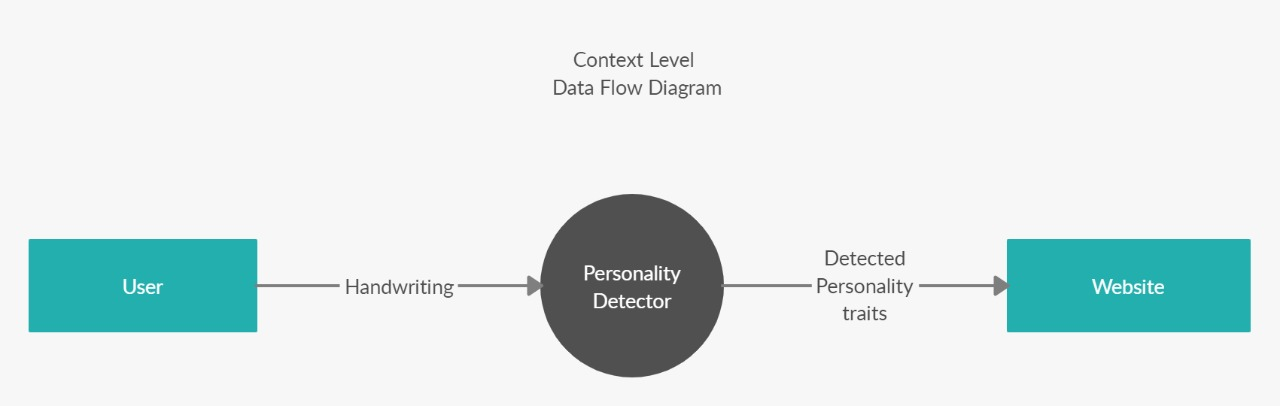 Context Level
Data Flow Diagram
User
Handwriting
Personality
Detector
Detected
Personality
traits
Website